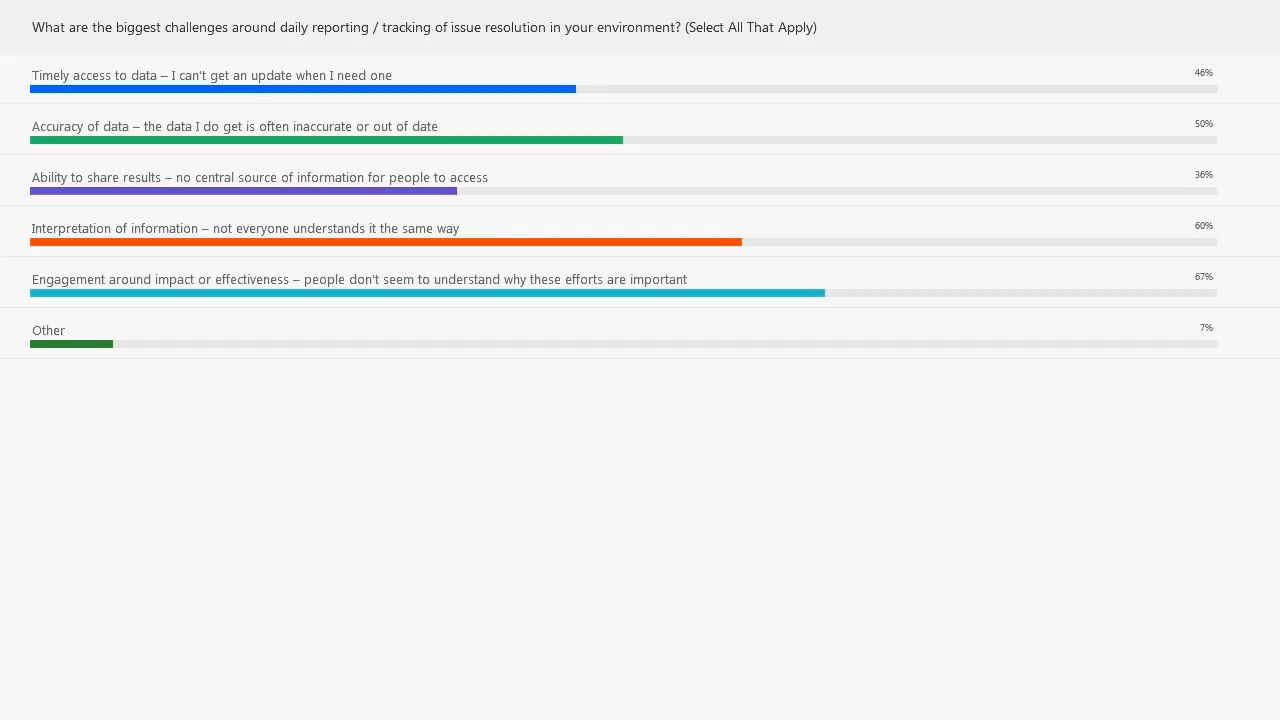 What are the biggest challenges around daily reporting / tracking of issue resolution in your environment? (Select All That Apply)
Timely access to data – I can't get an update when I need one
46%
Accuracy of data – the data I do get is often inaccurate or out of date
50%
Ability to share results – no central source of information for people to access
36%
Interpretation of information – not everyone understands it the same way
60%
Engagement around impact or effectiveness – people don't seem to understand why these efforts are important
67%
Other
7%